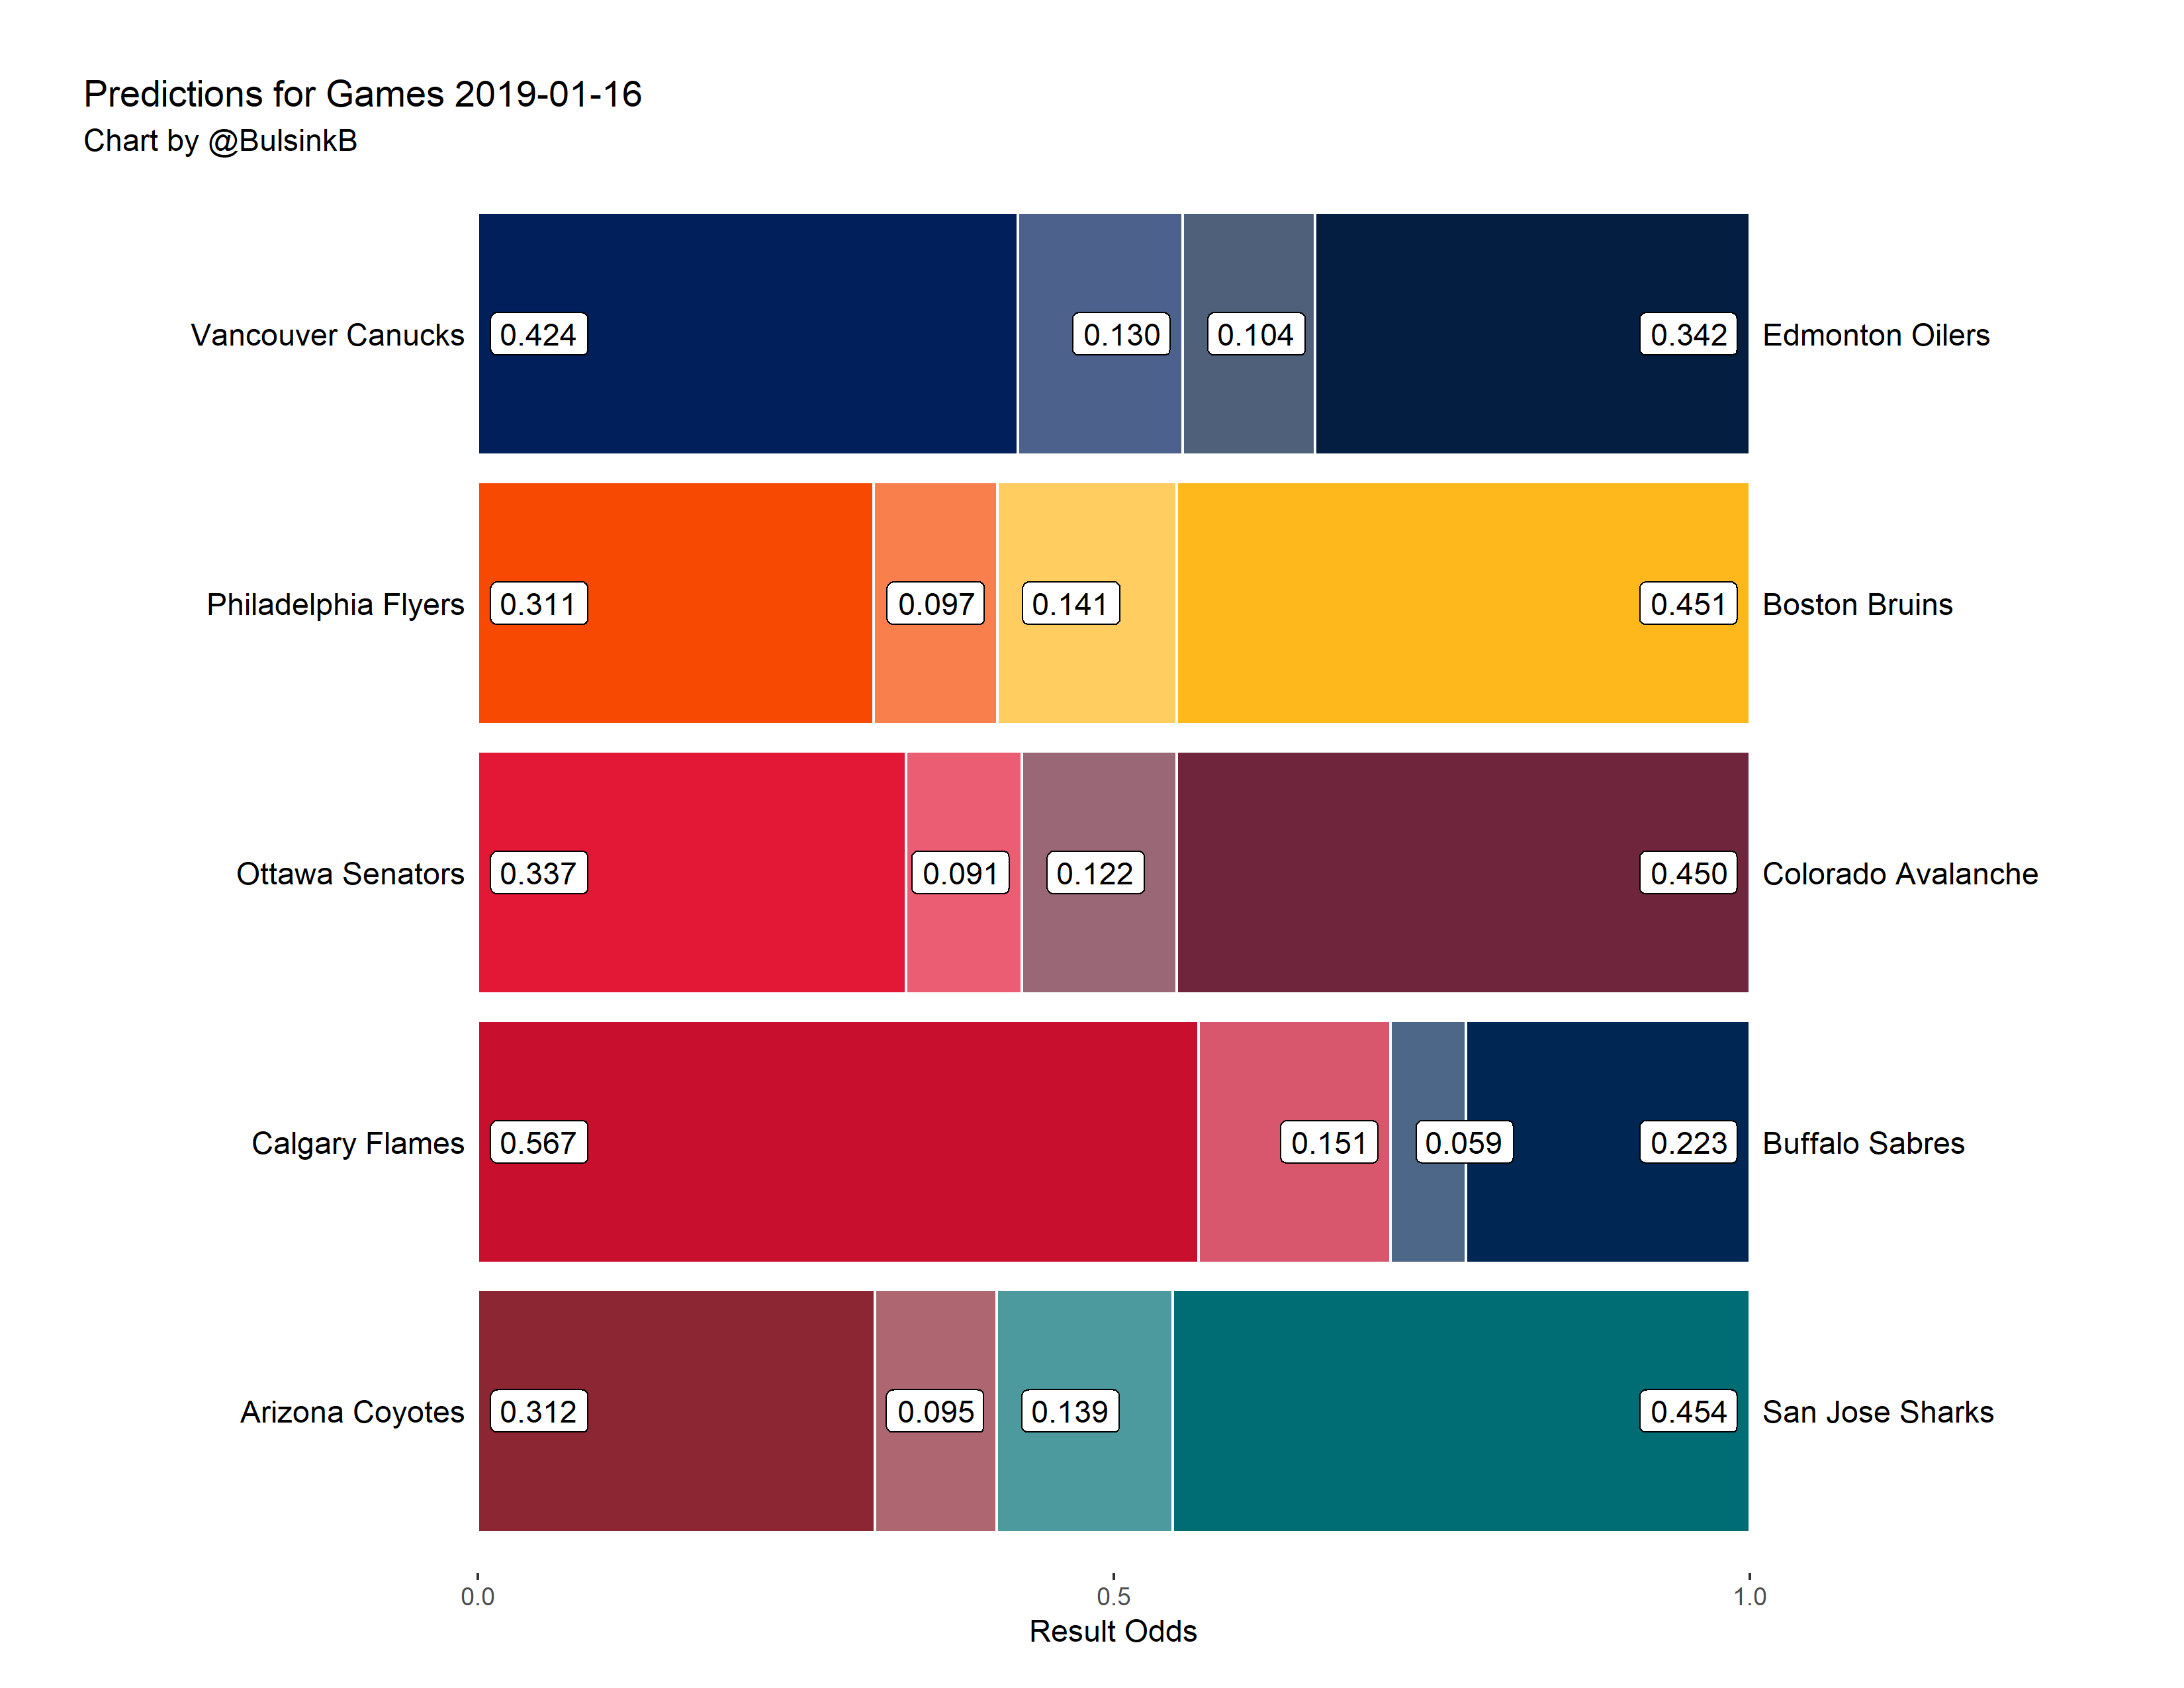 Predictions for Games 2019-01-16
Chart by @BulsinkB
Vancouver Canucks 0.424 0.130 0.104 0.342 Edmonton Oilers
Philadelphia Flyers 0.311 0.097 0.141 0.451 Boston Bruins
Ottawa Senators 0.337 0.091 0.122 0.450 Colorado Avalanche
Calgary Flames 0.567 0.151 0.059 0.223 Buffalo Sabres
Arizona Coyotes 0.312 0.095 0.139 0.454 San Jose Sharks
0.0 0.5 1.0
Result Odds